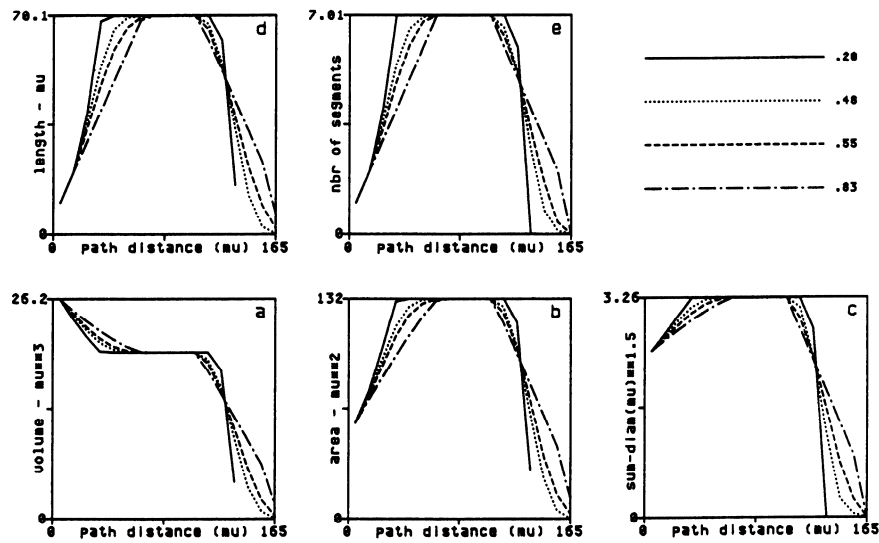 70.1
d
length - mu
0
0 path distance (mu) 165
7.01
e
nbr of segments
0
0 path distance (mu) 165
.20
.40
.55
.83
26.2
a
volume - mu**3
0
0 path distance (mu) 165
132
b
area - mu**2
0
0 path distance (mu) 165
3.26
c
sum-diam(mu)**1.5
0
0 path distance (mu) 165